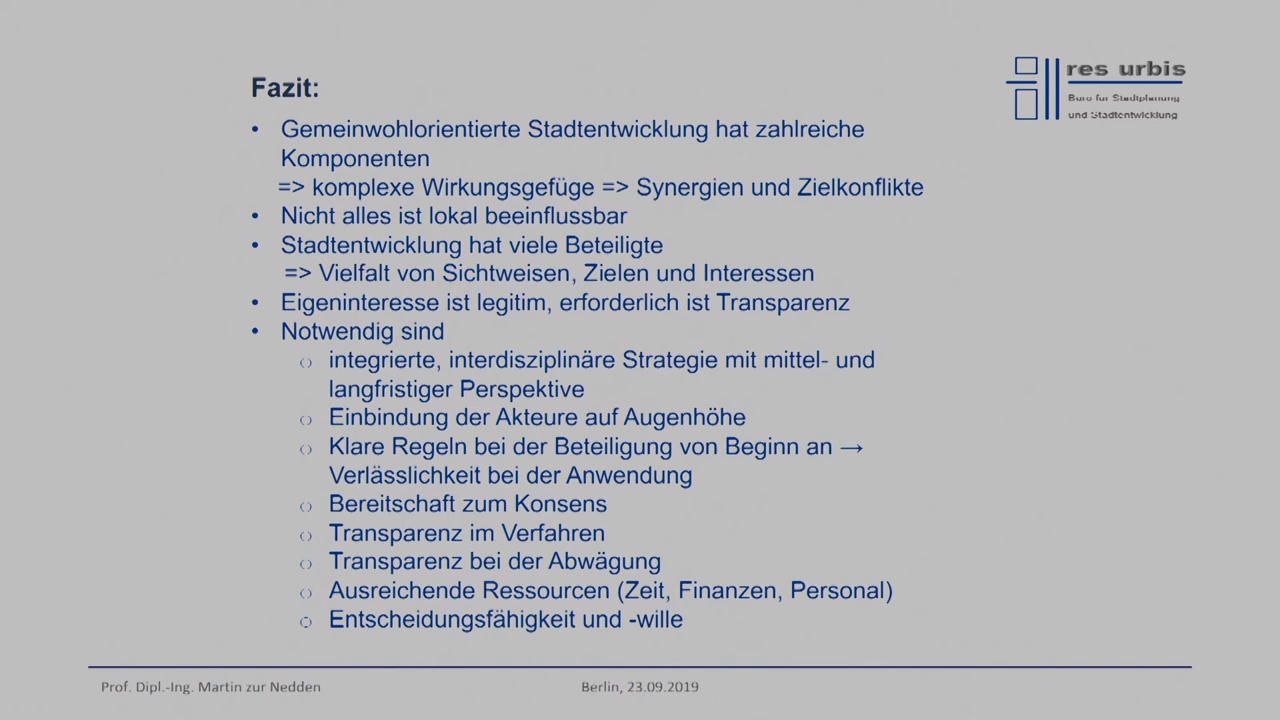 Fazit:
res urbis
Büro für Stadtplanung
und Stadtentwicklung
• Gemeinwohlorientierte Stadtentwicklung hat zahlreiche
Komponenten
=> komplexe Wirkungsgefüge => Synergien und Zielkonflikte
• Nicht alles ist lokal beeinflussbar
• Stadtentwicklung hat viele Beteiligte
=> Vielfalt von Sichtweisen, Zielen und Interessen
• Eigeninteresse ist legitim, erforderlich ist Transparenz
• Notwendig sind
o integrierte, interdisziplinäre Strategie mit mittel- und
langfristiger Perspektive
o Einbindung der Akteure auf Augenhöhe
o Klare Regeln bei der Beteiligung von Beginn an →
Verlässlichkeit bei der Anwendung
o Bereitschaft zum Konsens
o Transparenz im Verfahren
o Transparenz bei der Abwägung
o Ausreichende Ressourcen (Zeit, Finanzen, Personal)
o Entscheidungsfähigkeit und -wille
Prof. Dipl.-Ing. Martin zur Nedden
Berlin, 23.09.2019